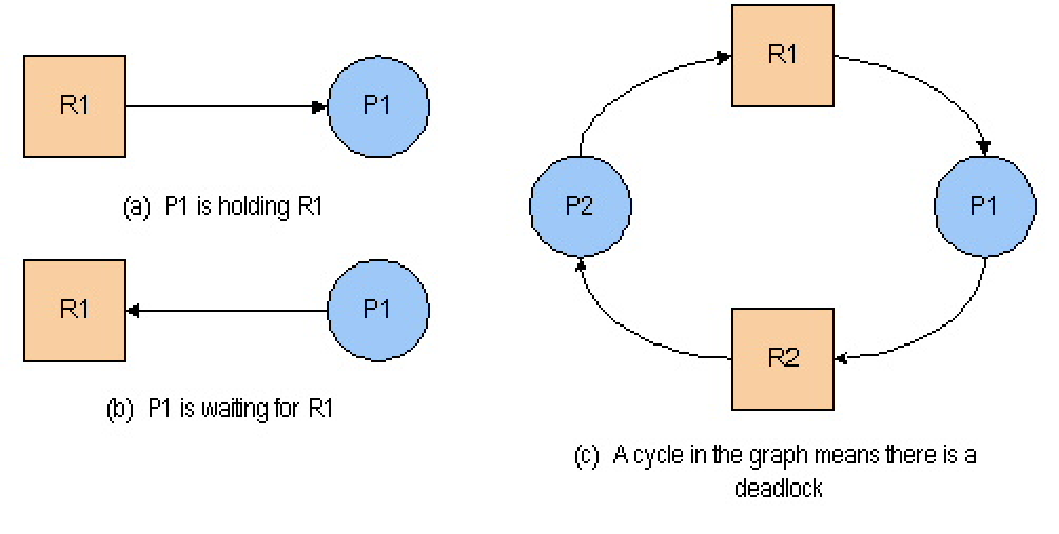 R1
P1
(a) P1 is holding R1
R1
P1
(b) P1 is waiting for R1
R1
P2
P1
R2
(c) A cycle in the graph means there is a
deadlock